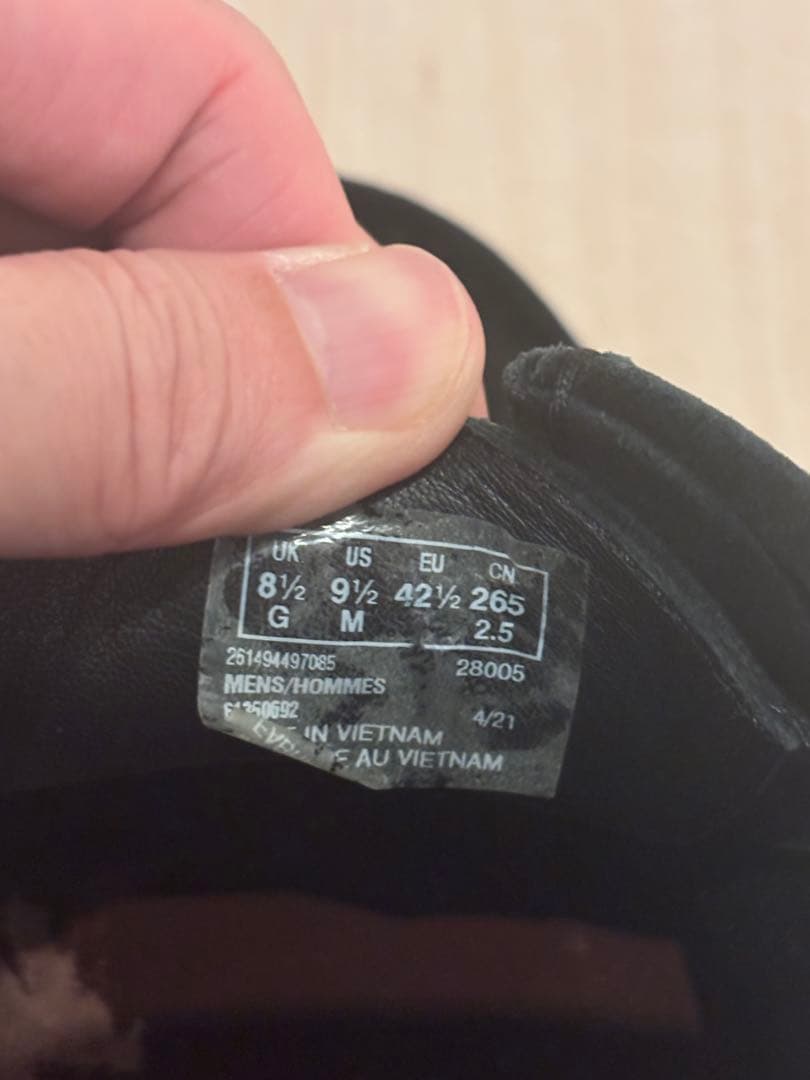 UK US EU CN
8½ 9½ 42½ 265
G M 2.5
261494497085 28005
MENS/HOMMES
4/21
IN VIETNAM
AU VIETNAM